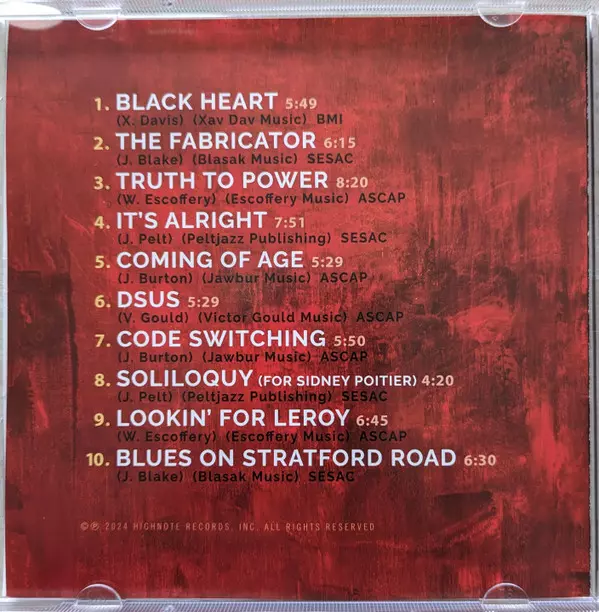 1. BLACK HEART 5:49
(X. Davis) (Xav Dav Music) BMI
2. THE FABRICATOR 6:15
(J. Blake) (Blasak Music) SESAC
3. TRUTH TO POWER 8:20
(W. Escoffery) (Escoffery Music) ASCAP
4. IT'S ALRIGHT 7:51
(J. Pelt) (Peltjazz Publishing) SESAC
5. COMING OF AGE 5:29
(J. Burton) (Jawbur Music) ASCAP
6. DSUS 5:29
(V. Gould) (Victor Gould Music) ASCAP
7. CODE SWITCHING 5:50
(J. Burton) (Jawbur Music) ASCAP
8. SOLILOQUY (FOR SIDNEY POITIER) 4:20
(J. Pelt) (Peltjazz Publishing) SESAC
9. LOOKIN' FOR LEROY 6:45
(W. Escoffery) (Escoffery Music) ASCAP
10. BLUES ON STRATFORD ROAD 6:30
(J. Blake) (Blasak Music) SESAC
©℗ 2024 HIGHNOTE RECORDS, INC. ALL RIGHTS RESERVED